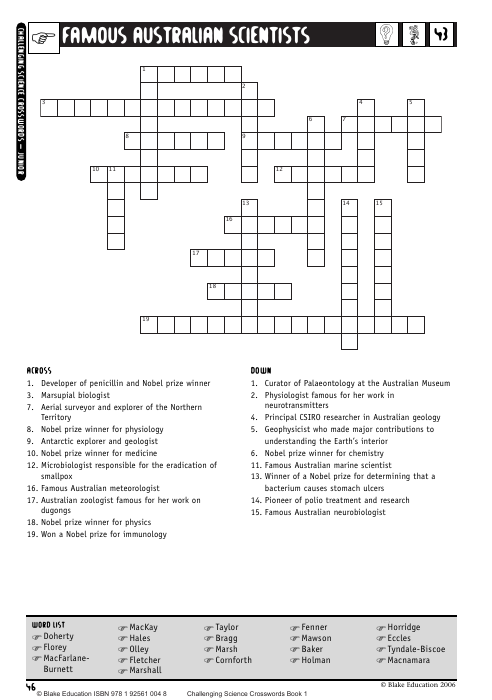 CHALLENGING SCIENCE CROSSWORDS – JUNIOR
FAMOUS AUSTRALIAN SCIENTISTS
43
1
2
3
4
5
6
7
8
9
10
11
12
13
14
15
16
17
18
19
ACROSS
1. Developer of penicillin and Nobel prize winner
3. Marsupial biologist
7. Aerial surveyor and explorer of the Northern
Territory
8. Nobel prize winner for physiology
9. Antarctic explorer and geologist
10. Nobel prize winner for medicine
12. Microbiologist responsible for the eradication of
smallpox
16. Famous Australian meteorologist
17. Australian zoologist famous for her work on
dugongs
18. Nobel prize winner for physics
19. Won a Nobel prize for immunology
DOWN
1. Curator of Palaeontology at the Australian Museum
2. Physiologist famous for her work in
neurotransmitters
4. Principal CSIRO researcher in Australian geology
5. Geophysicist who made major contributions to
understanding the Earth's interior
6. Nobel prize winner for chemistry
11. Famous Australian marine scientist
13. Winner of a Nobel prize for determining that a
bacterium causes stomach ulcers
14. Pioneer of polio treatment and research
15. Famous Australian neurobiologist
WORD LIST
Doherty
Florey
MacFarlane-
Burnett
MacKay
Hales
Olley
Fletcher
Marshall
Taylor
Bragg
Marsh
Cornforth
Fenner
Mawson
Baker
Holman
Horridge
Eccles
Tyndale-Biscoe
Macnamara
46
© Blake Education 2006
© Blake Education ISBN 978 1 92561 004 8 Challenging Science Crosswords Book 1